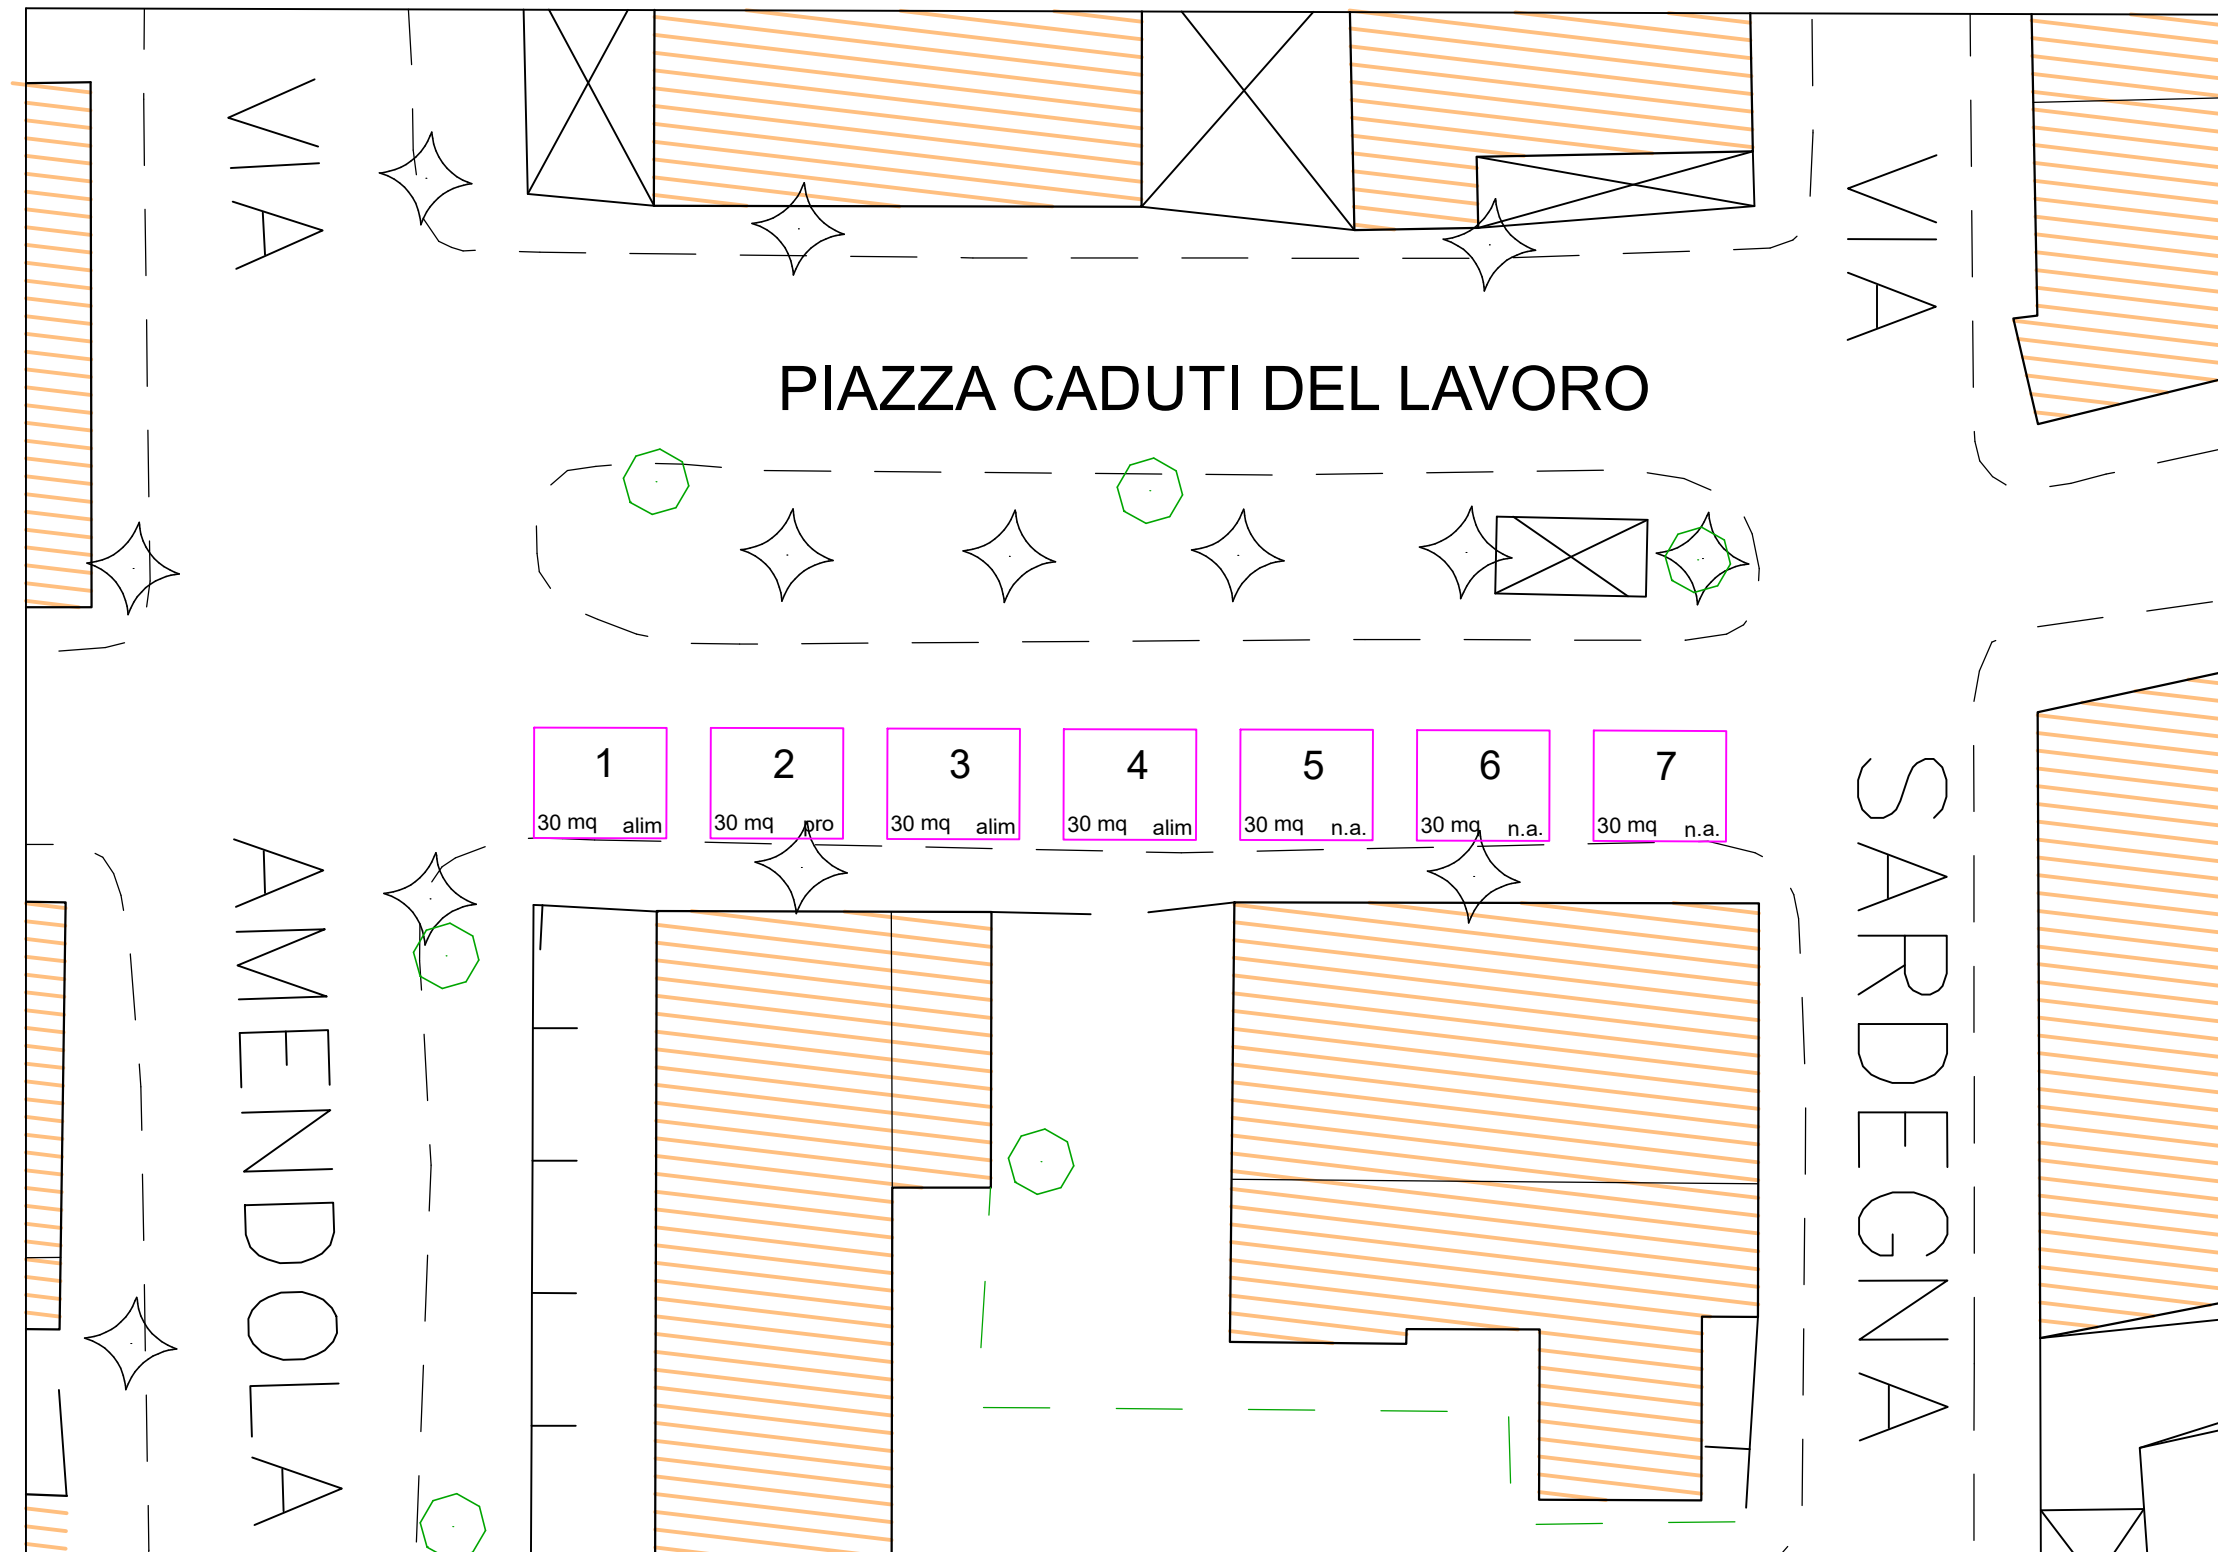 VIA
VIA
PIAZZA CADUTI DEL LAVORO
1
30 mq alim
2
30 mq pro
3
30 mq alim
4
30 mq alim
5
30 mq n.a.
6
30 mq n.a.
7
30 mq n.a.
AMENDOLA
SARDEGNA